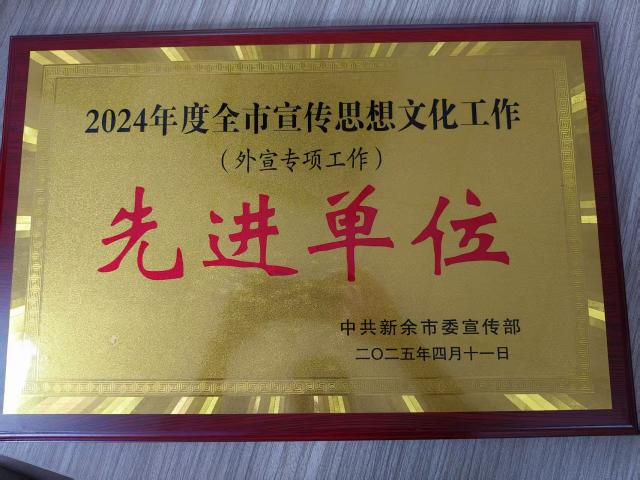 2024年度全市宣传思想文化工作
（外宣专项工作）
先进单位
中共新余市委宣传部
二〇二五年四月十一日